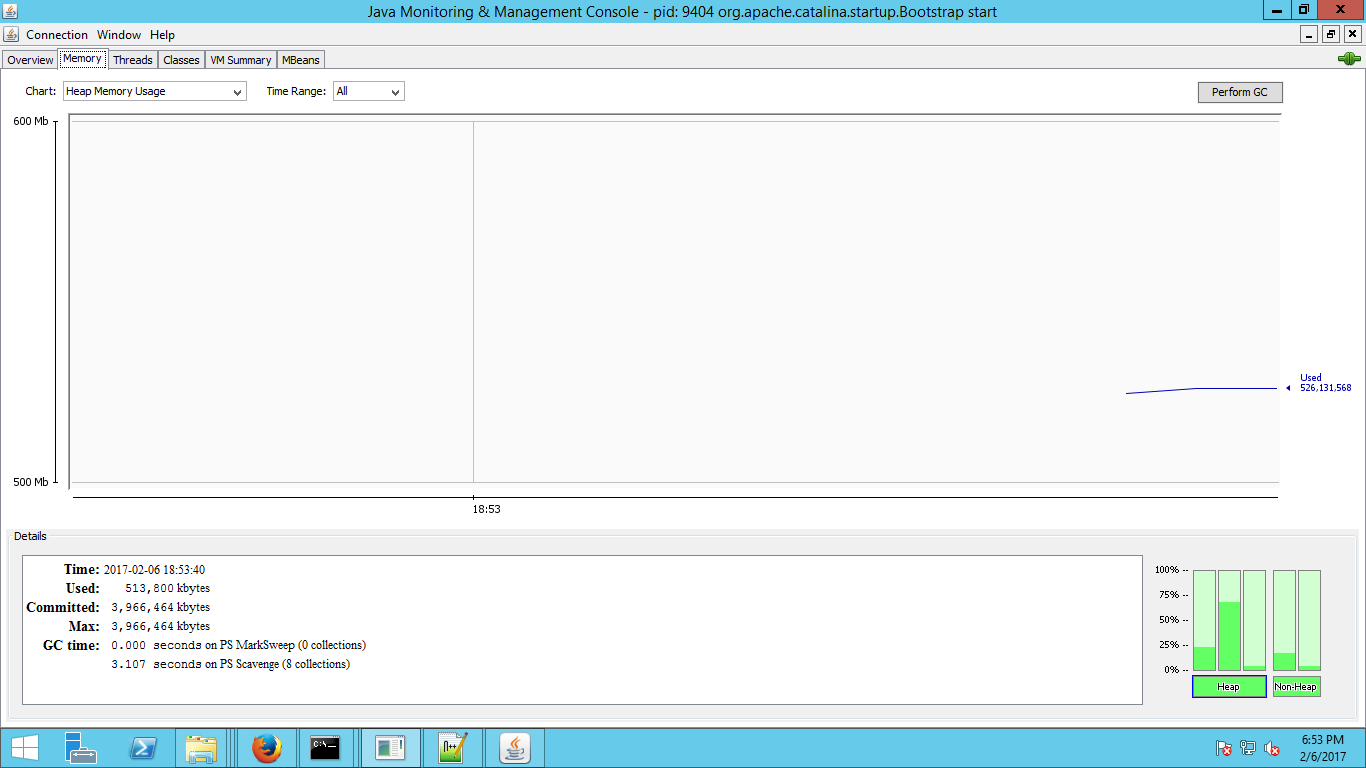 Java Monitoring & Management Console - pid: 9404 org.apache.catalina.startup.Bootstrap start
Connection Window Help
Overview Memory Threads Classes VM Summary MBeans
Chart: Heap Memory Usage Time Range: All Perform GC
600 Mb
Used
526,131,568
500 Mb
18:53
Details
Time: 2017-02-06 18:53:40
Used: 513,800 kbytes
Committed: 3,966,464 kbytes
Max: 3,966,464 kbytes
GC time: 0.000 seconds on PS MarkSweep (0 collections)
3.107 seconds on PS Scavenge (8 collections)
100% --
75% --
50% --
25% --
0% --
Heap Non-Heap
C:\_
N++
6:53 PM
2/6/2017